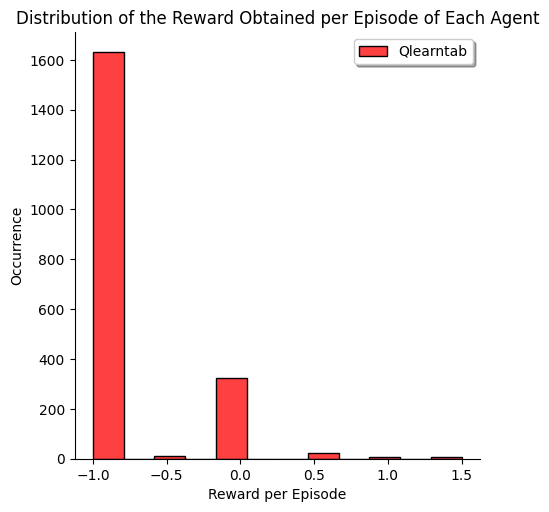 Distribution of the Reward Obtained per Episode of Each Agent
Qlearntab
1600
1400
1200
1000
800
600
400
200
0
Occurrence
−1.0 −0.5 0.0 0.5 1.0 1.5
Reward per Episode